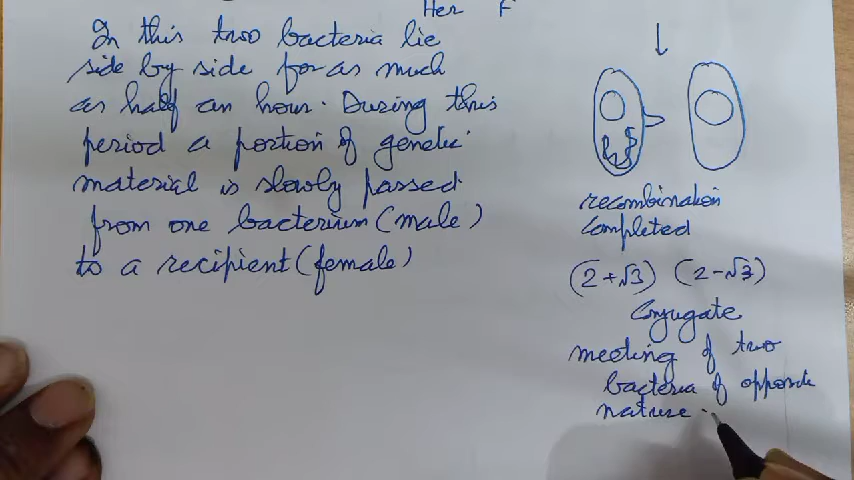 Her F
In this two bacteria lie
side by side for as much
as half an hour. During this
period a portion of genetic
material is slowly passed
from one bacterium (male)
to a recipient (female)
recombination
completed
(2+√3) (2-√3)
Conjugate
meeting of two
bacteria of opposite
nature.